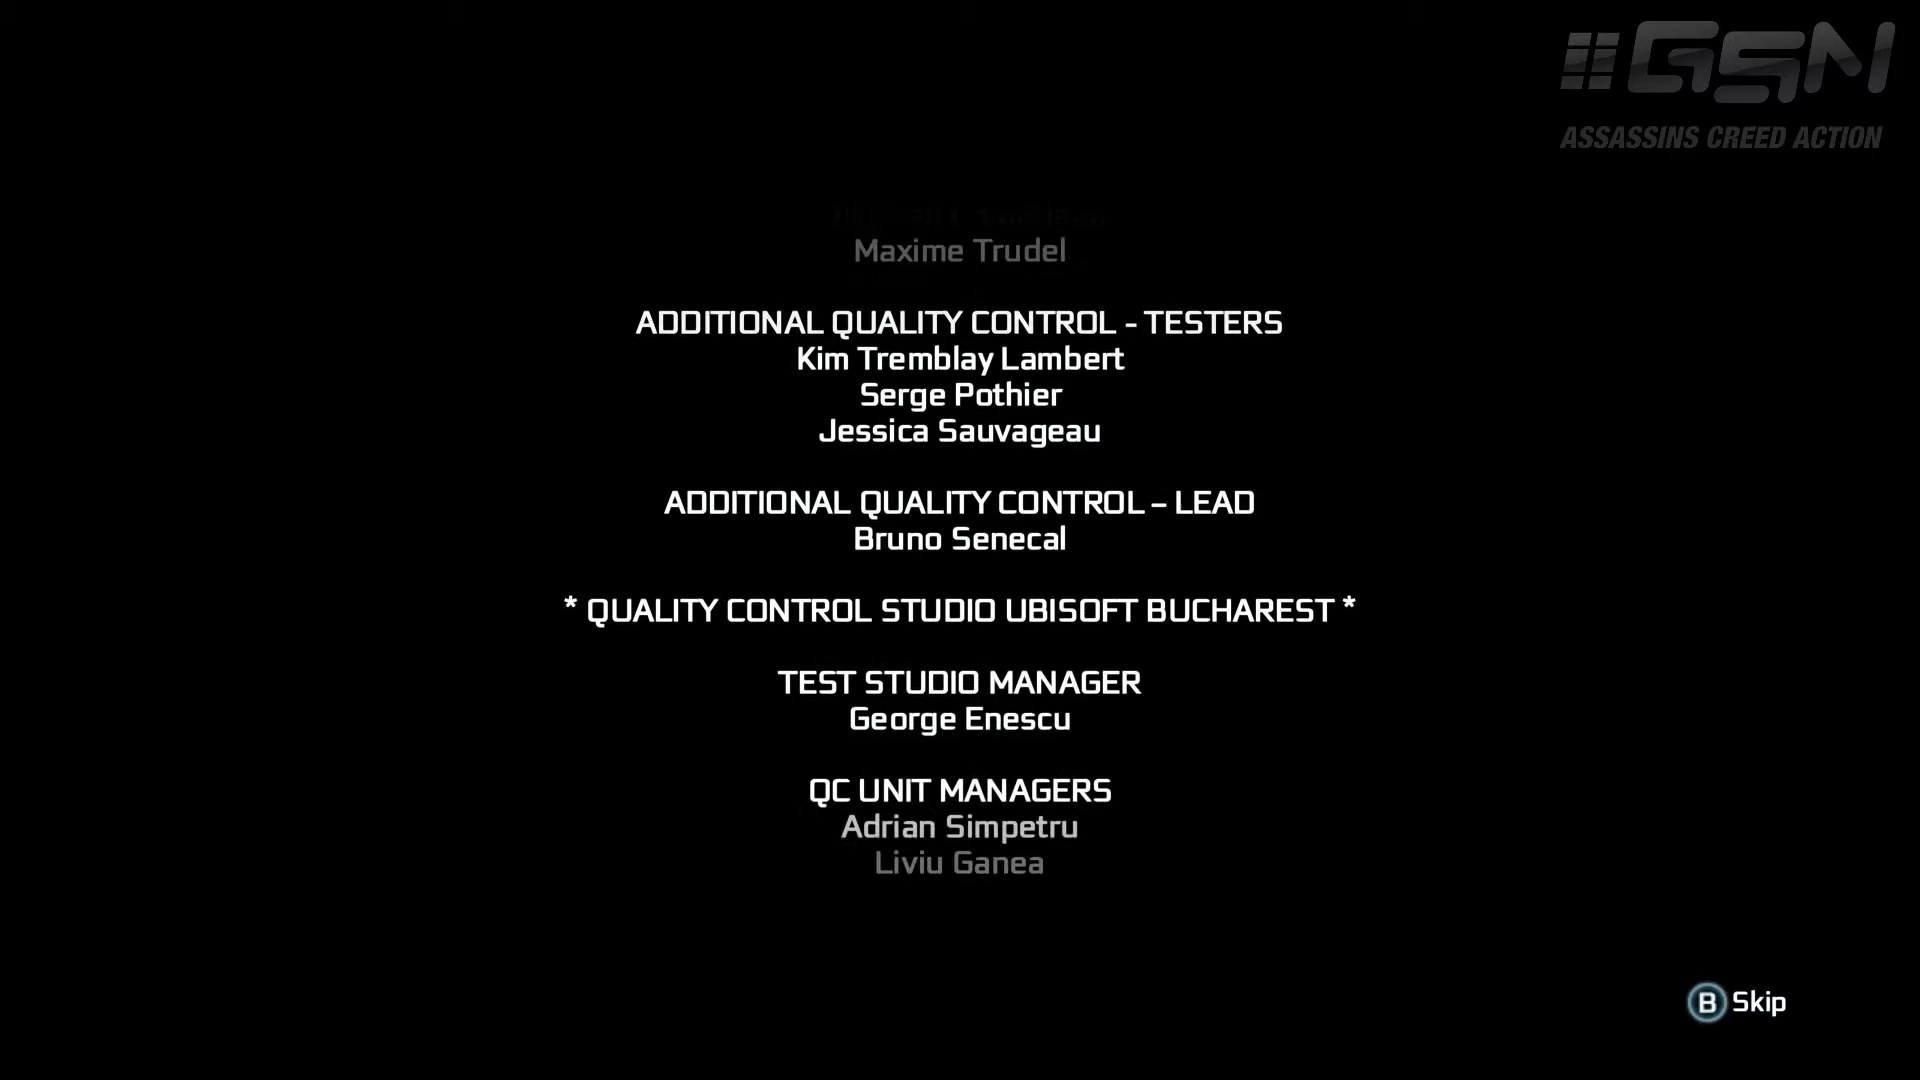 GSN
ASSASSINS CREED ACTION
Maxime Trudel
ADDITIONAL QUALITY CONTROL - TESTERS
Kim Tremblay Lambert
Serge Pothier
Jessica Sauvageau
ADDITIONAL QUALITY CONTROL – LEAD
Bruno Senecal
* QUALITY CONTROL STUDIO UBISOFT BUCHAREST *
TEST STUDIO MANAGER
George Enescu
QC UNIT MANAGERS
Adrian Simpetru
Liviu Ganea
B Skip